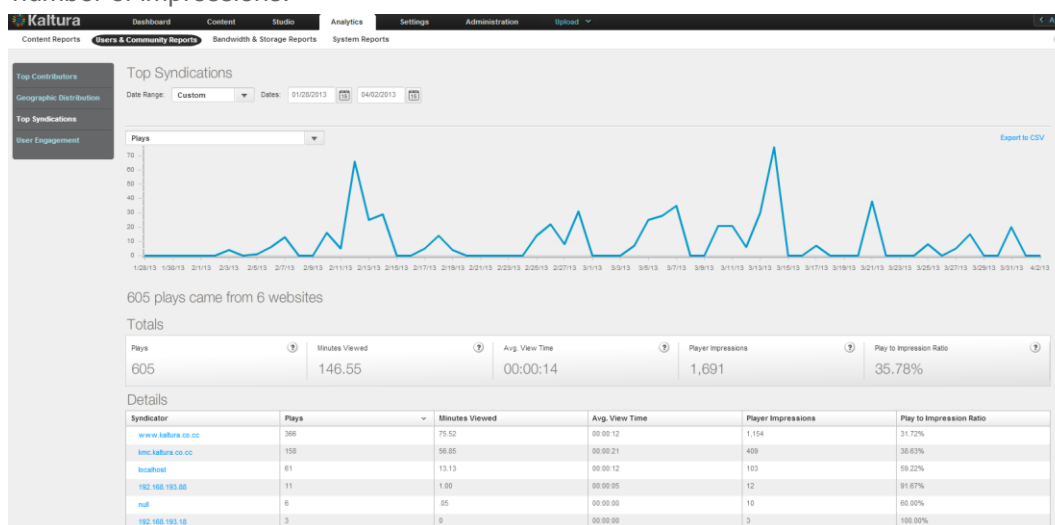 number of impressions.
Kaltura Dashboard Content Studio Analytics Settings Administration Upload
Content Reports Users & Community Reports Bandwidth & Storage Reports System Reports
Top Contributors
Geographic Distribution
Top Syndications
User Engagement
Top Syndications
Date Range: Custom Dates: 01/28/2013 15 04/02/2013 15
Plays Export to CSV
70
60
50
40
30
20
10
0
1/28/13 1/30/13 2/1/13 2/3/13 2/5/13 2/7/13 2/9/13 2/11/13 2/13/13 2/15/13 2/17/13 2/19/13 2/21/13 2/23/13 2/25/13 2/27/13 3/1/13 3/3/13 3/5/13 3/7/13 3/9/13 3/11/13 3/13/13 3/15/13 3/17/13 3/19/13 3/21/13 3/23/13 3/25/13 3/27/13 3/29/13 3/31/13 4/2/13
605 plays came from 6 websites
Totals
Plays ? Minutes Viewed ? Avg. View Time ? Player Impressions ? Play to Impression Ratio ?
605 146.55 00:00:14 1,691 35.78%
Details
Syndicator Plays Minutes Viewed Avg. View Time Player Impressions Play to Impression Ratio
www.kaltura.co.cc 366 75.52 00:00:12 1,154 31.72%
kmc.kaltura.co.cc 158 56.85 00:00:21 409 38.63%
localhost 61 13.13 00:00:12 103 59.22%
192.168.193.88 11 1.00 00:00:05 12 91.67%
null 6 .05 00:00:00 10 60.00%
192.168.193.18 3 0 00:00:00 3 100.00%